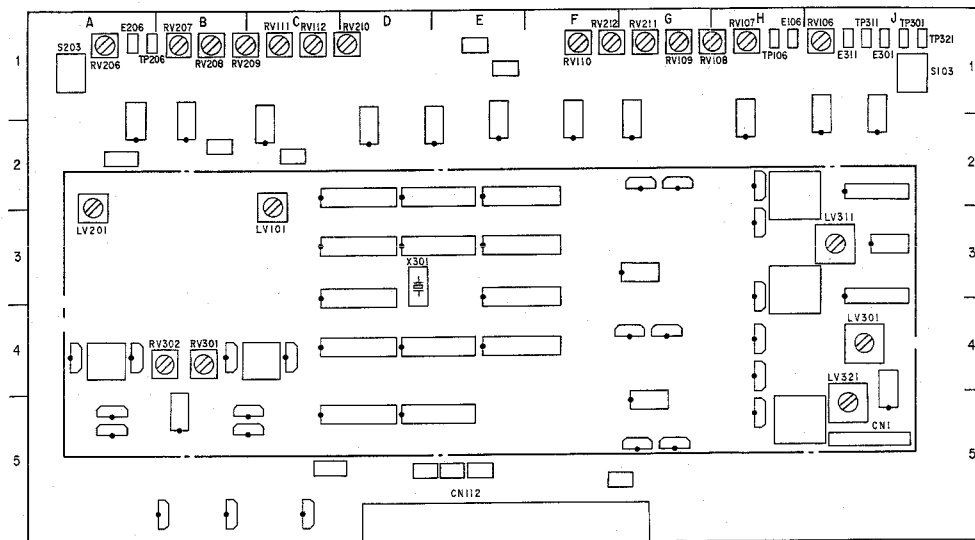 A B C D E F G H J
E206 RV207 RV111 RV112 RV210 RV212 RV211 RV107 E106 RV106 TP311 TP301
S203 RV206 TP206 RV208 RV209 RV110 RV109 RV108 TP106 E311 E301 TP321
S103
1 1
2 2
LV201 LV101 LV311
3 3
X301
LV301
RV302 RV301
4 4
LV321
CN1
5 5
CN112